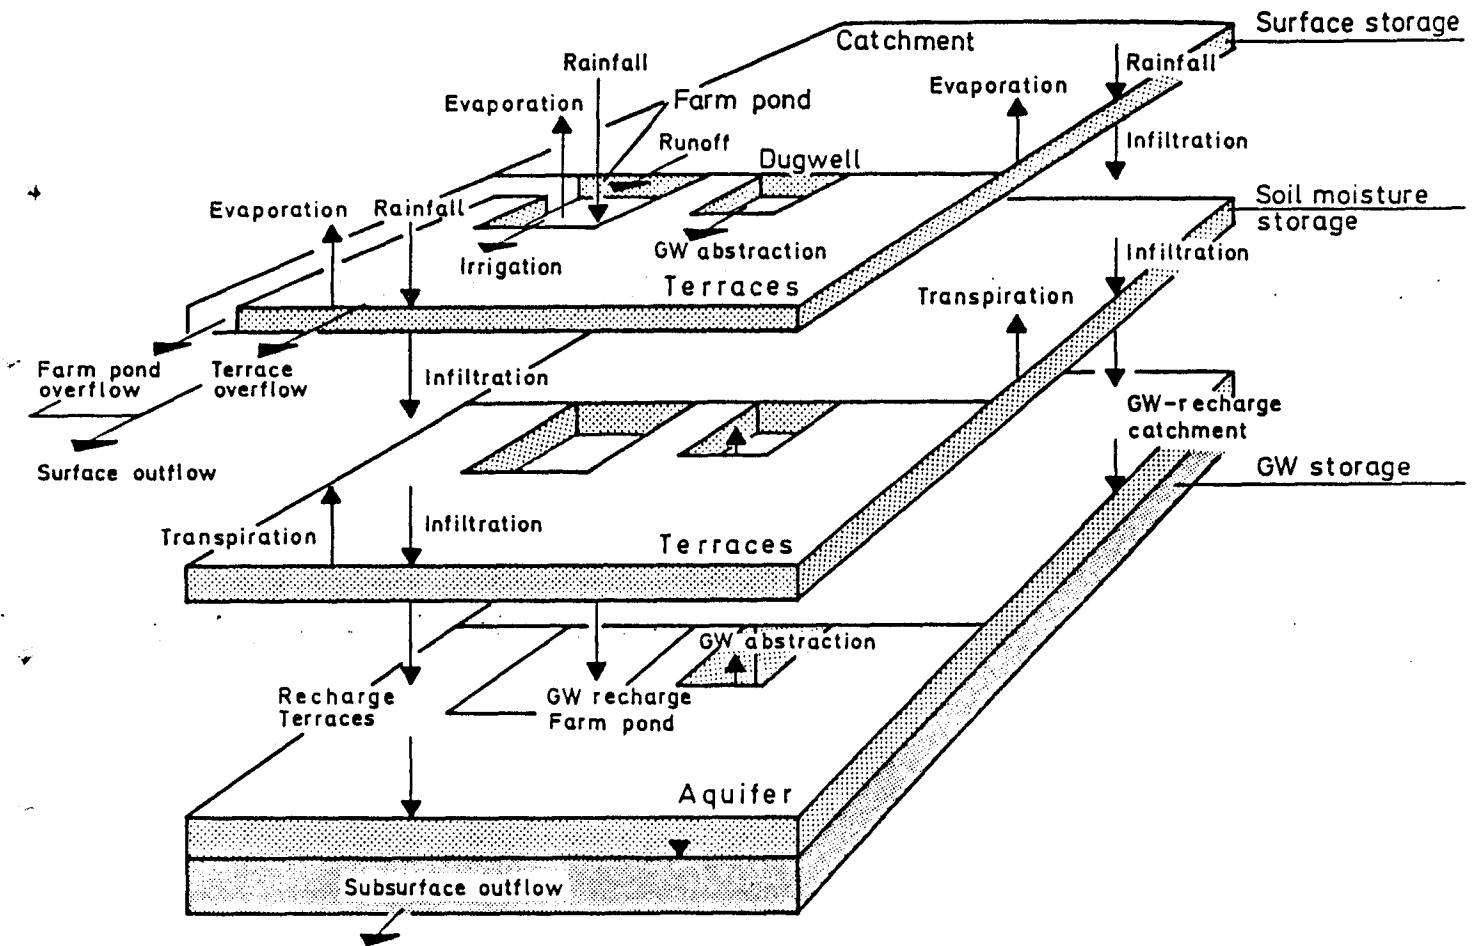 Surface storage
Catchment
Rainfall
Rainfall
Evaporation
Farm pond
Evaporation
Runoff
Infiltration
Dugwell
Soil moisture
storage
Evaporation
Rainfall
Irrigation
GW abstraction
Infiltration
Terraces
Transpiration
Farm pond
overflow
Terrace
overflow
Infiltration
GW-recharge
catchment
Surface outflow
GW storage
Transpiration
Infiltration
Terraces
GW abstraction
Recharge
Terraces
GW recharge
Farm pond
Aquifer
Subsurface outflow